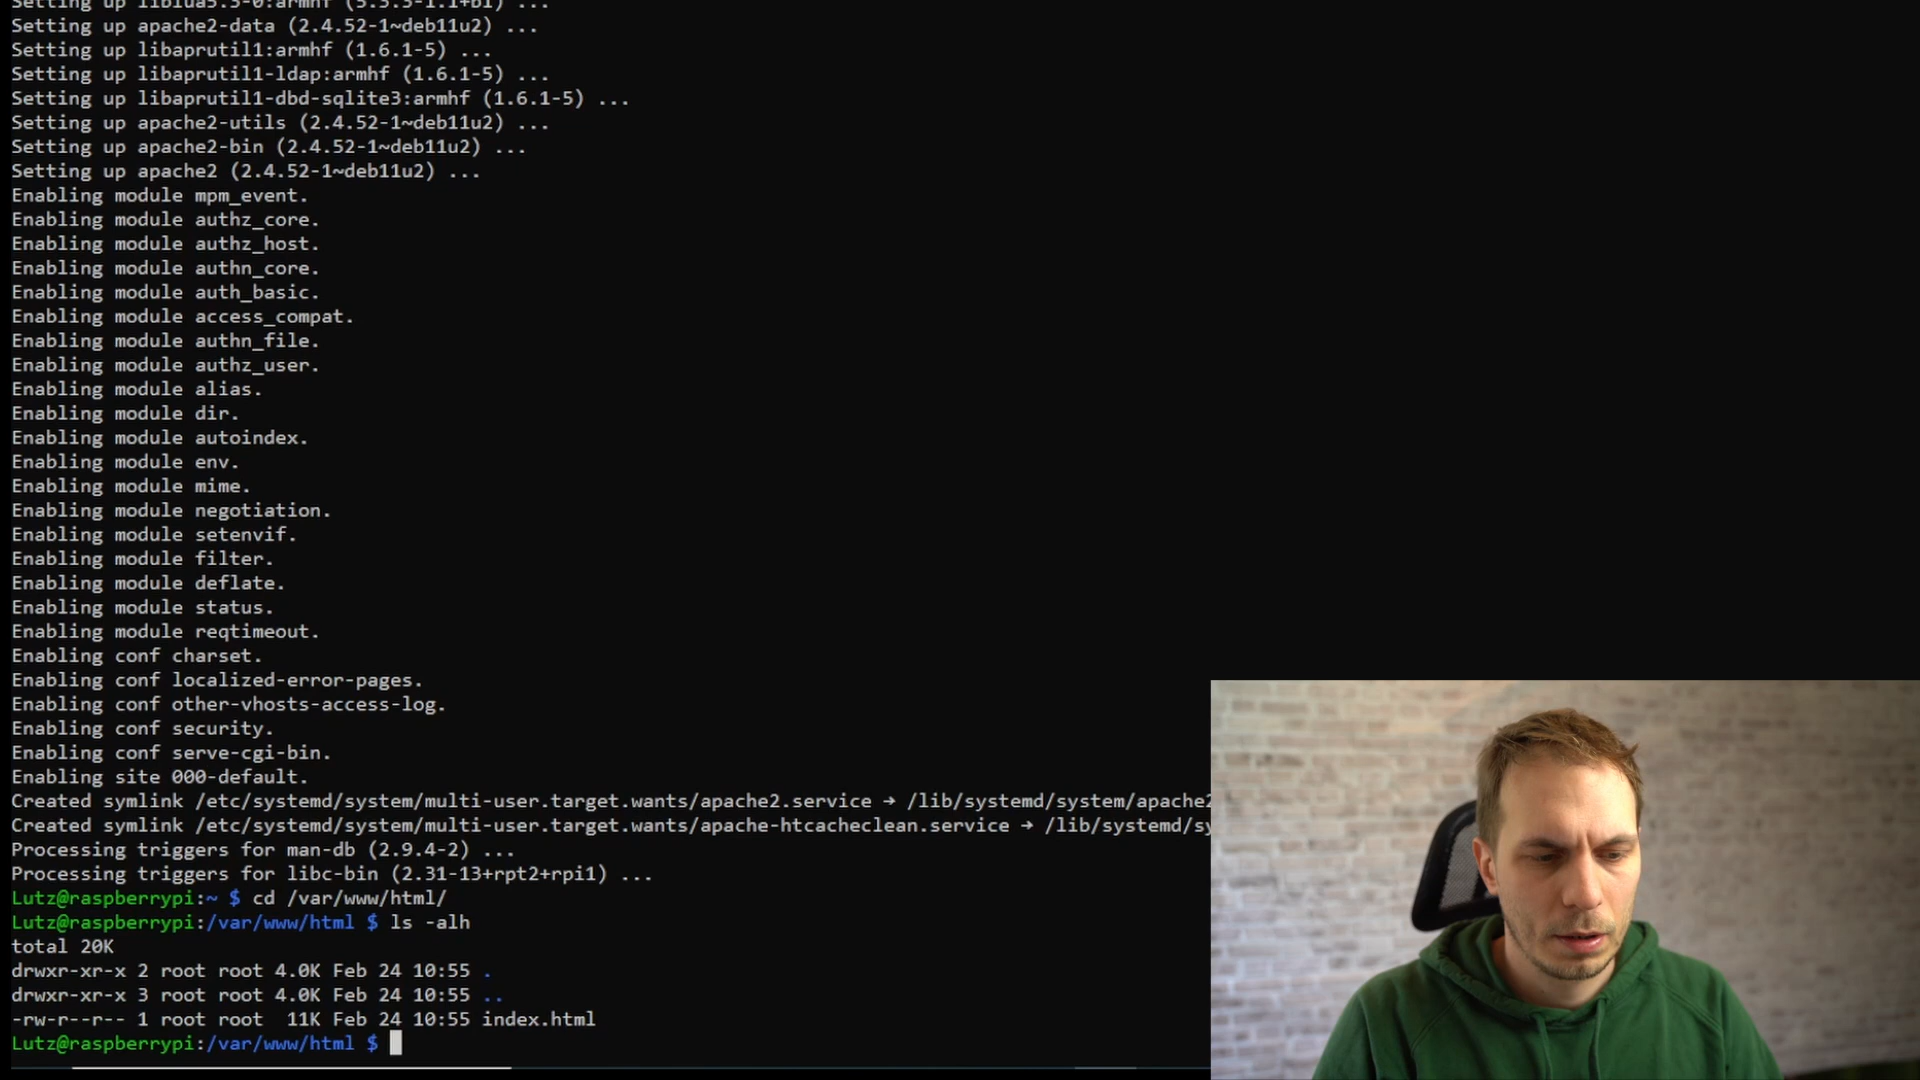 Setting up liblua5.3-0:armhf (5.3.3-1.1+b1) ...
Setting up apache2-data (2.4.52-1~deb11u2) ...
Setting up libaprutil1:armhf (1.6.1-5) ...
Setting up libaprutil1-ldap:armhf (1.6.1-5) ...
Setting up libaprutil1-dbd-sqlite3:armhf (1.6.1-5) ...
Setting up apache2-utils (2.4.52-1~deb11u2) ...
Setting up apache2-bin (2.4.52-1~deb11u2) ...
Setting up apache2 (2.4.52-1~deb11u2) ...
Enabling module mpm_event.
Enabling module authz_core.
Enabling module authz_host.
Enabling module authn_core.
Enabling module auth_basic.
Enabling module access_compat.
Enabling module authn_file.
Enabling module authz_user.
Enabling module alias.
Enabling module dir.
Enabling module autoindex.
Enabling module env.
Enabling module mime.
Enabling module negotiation.
Enabling module setenvif.
Enabling module filter.
Enabling module deflate.
Enabling module status.
Enabling module reqtimeout.
Enabling conf charset.
Enabling conf localized-error-pages.
Enabling conf other-vhosts-access-log.
Enabling conf security.
Enabling conf serve-cgi-bin.
Enabling site 000-default.
Created symlink /etc/systemd/system/multi-user.target.wants/apache2.service → /lib/systemd/system/apache2
Created symlink /etc/systemd/system/multi-user.target.wants/apache-htcacheclean.service → /lib/systemd/sy
Processing triggers for man-db (2.9.4-2) ...
Processing triggers for libc-bin (2.31-13+rpt2+rpi1) ...
Lutz@raspberrypi:~ $ cd /var/www/html/
Lutz@raspberrypi:/var/www/html $ ls -alh
total 20K
drwxr-xr-x 2 root root 4.0K Feb 24 10:55 .
drwxr-xr-x 3 root root 4.0K Feb 24 10:55 ..
-rw-r--r-- 1 root root  11K Feb 24 10:55 index.html
Lutz@raspberrypi:/var/www/html $